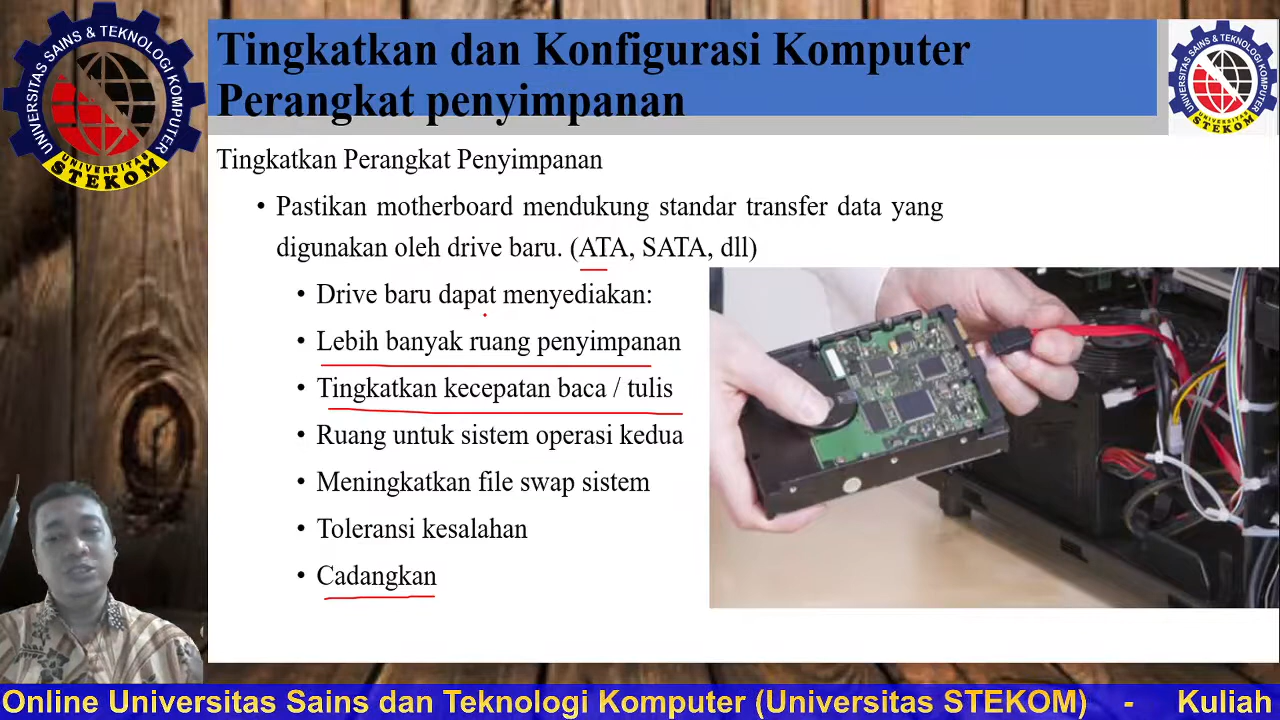 UNIVERSITAS SAINS & TEKNOLOGI KOMPUTER
UNIVERSITAS
STEKOM
Tingkatkan dan Konfigurasi Komputer
Perangkat penyimpanan
UNIVERSITAS SAINS & TEKNOLOGI KOMPUTER
UNIVERSITAS
STEKOM
Tingkatkan Perangkat Penyimpanan
• Pastikan motherboard mendukung standar transfer data yang
digunakan oleh drive baru. (ATA, SATA, dll)
• Drive baru dapat menyediakan:
• Lebih banyak ruang penyimpanan
• Tingkatkan kecepatan baca / tulis
• Ruang untuk sistem operasi kedua
• Meningkatkan file swap sistem
• Toleransi kesalahan
• Cadangkan
Online Universitas Sains dan Teknologi Komputer (Universitas STEKOM) - Kuliah